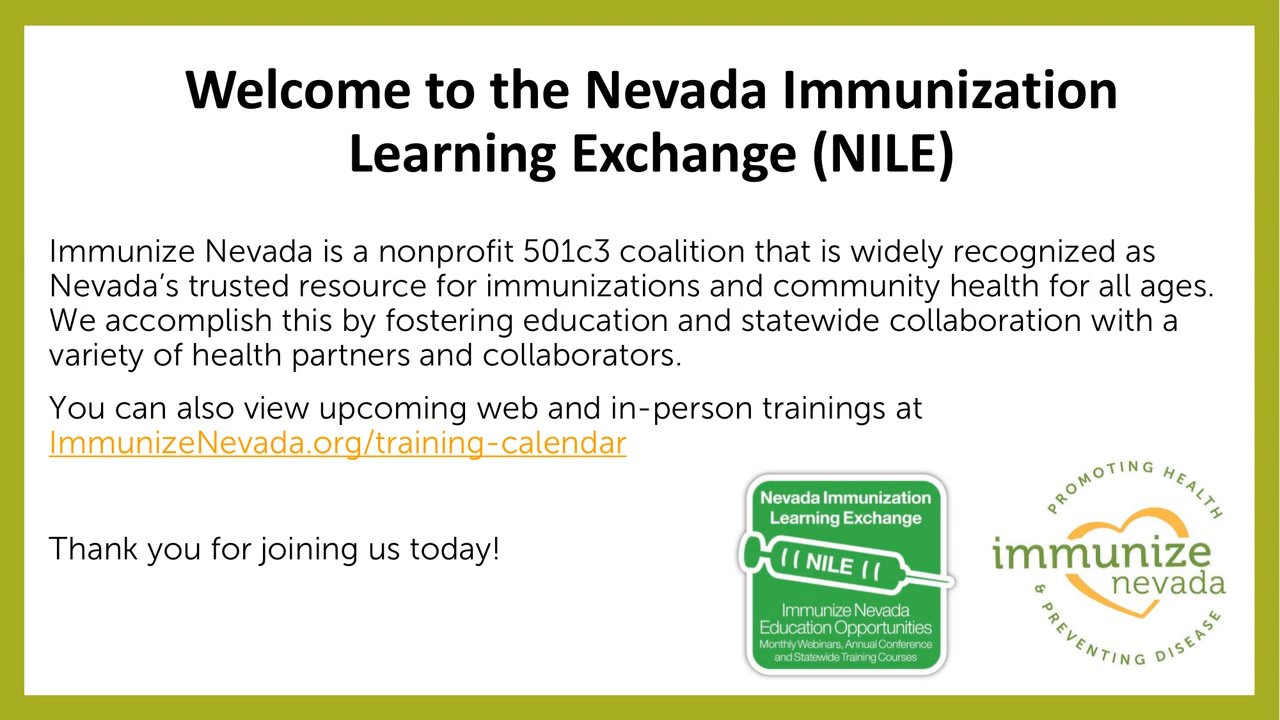 Welcome to the Nevada Immunization
Learning Exchange (NILE)
Immunize Nevada is a nonprofit 501c3 coalition that is widely recognized as
Nevada’s trusted resource for immunizations and community health for all ages.
We accomplish this by fostering education and statewide collaboration with a
variety of health partners and collaborators.
You can also view upcoming web and in-person trainings at
ImmunizeNevada.org/training-calendar
Thank you for joining us today!
Nevada Immunization
Learning Exchange
(( NILE ((
Immunize Nevada
Education Opportunities
Monthly Webinars, Annual Conference
and Statewide Training Courses
PROMOTING HEALTH
immunize
nevada
& PREVENTING DISEASE